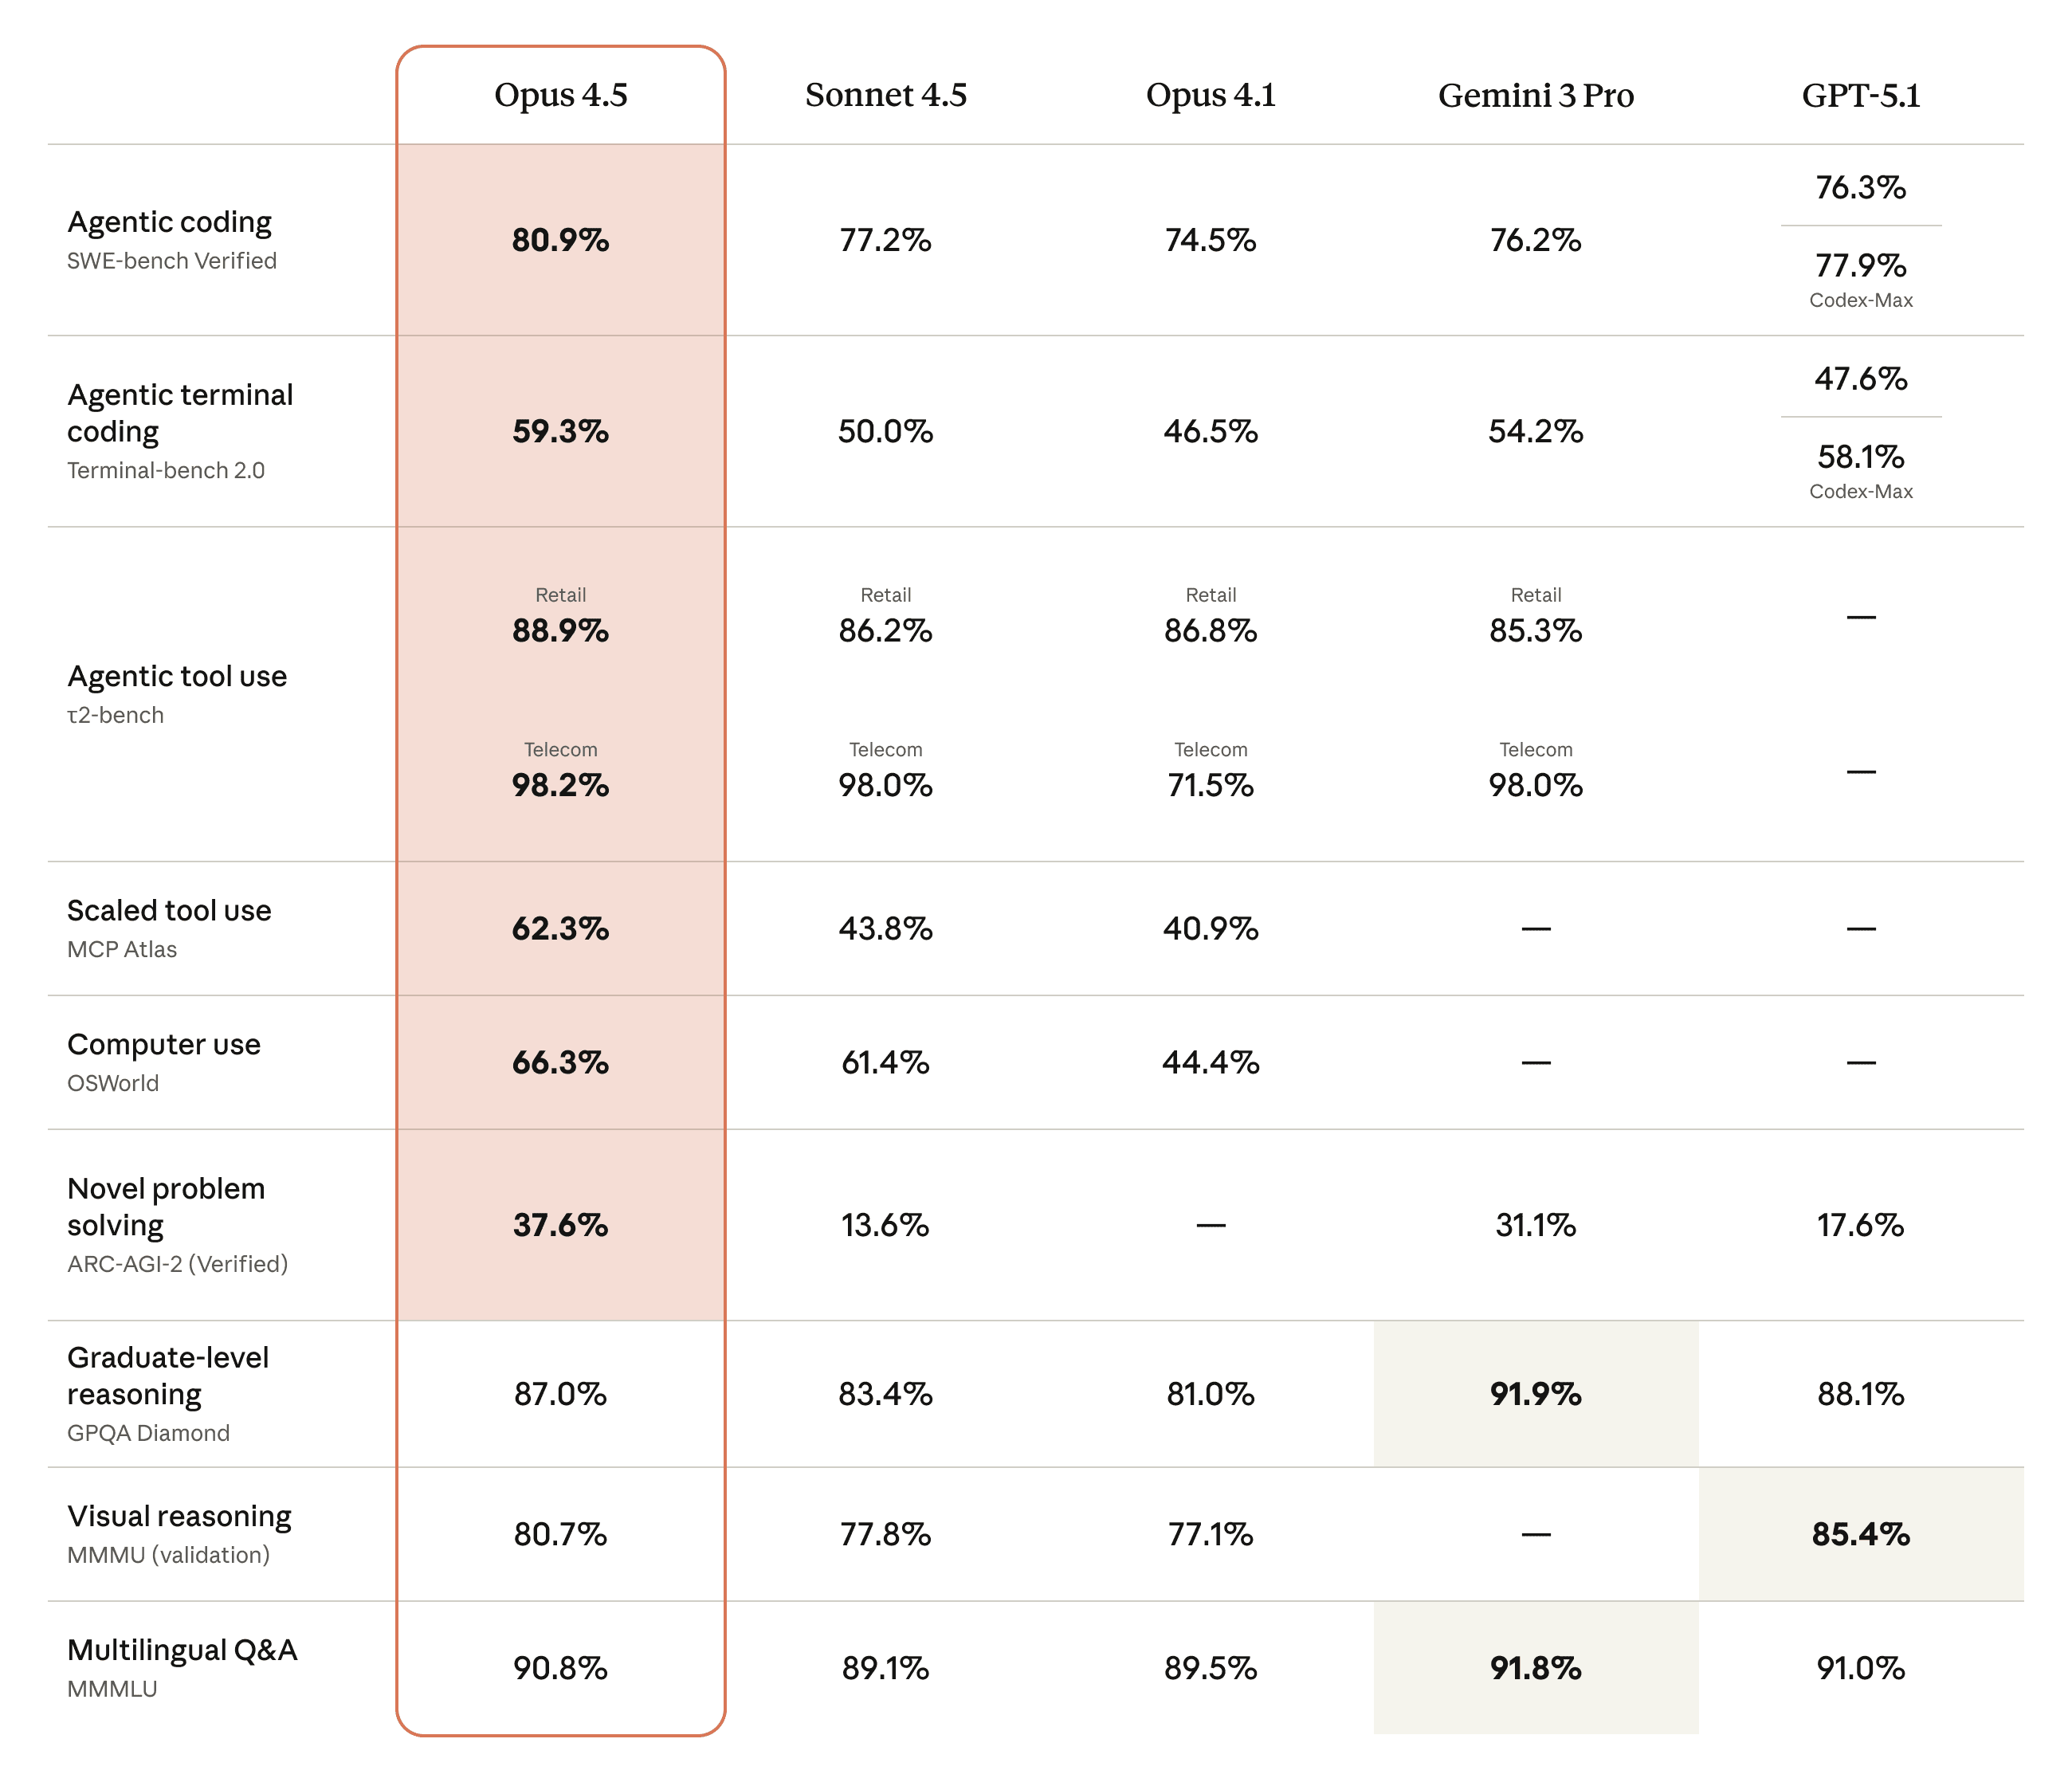 Opus 4.5 Sonnet 4.5 Opus 4.1 Gemini 3 Pro GPT-5.1
Agentic coding
SWE-bench Verified
80.9% 77.2% 74.5% 76.2%
76.3%
77.9%
Codex-Max
Agentic terminal
coding
Terminal-bench 2.0
59.3% 50.0% 46.5% 54.2%
47.6%
58.1%
Codex-Max
Agentic tool use
τ2-bench
Retail Retail Retail Retail
88.9% 86.2% 86.8% 85.3% —
Telecom Telecom Telecom Telecom
98.2% 98.0% 71.5% 98.0% —
Scaled tool use
MCP Atlas
62.3% 43.8% 40.9% — —
Computer use
OSWorld
66.3% 61.4% 44.4% — —
Novel problem
solving
ARC-AGI-2 (Verified)
37.6% 13.6% — 31.1% 17.6%
Graduate-level
reasoning
GPQA Diamond
87.0% 83.4% 81.0% 91.9% 88.1%
Visual reasoning
MMMU (validation)
80.7% 77.8% 77.1% — 85.4%
Multilingual Q&A
MMMLU
90.8% 89.1% 89.5% 91.8% 91.0%